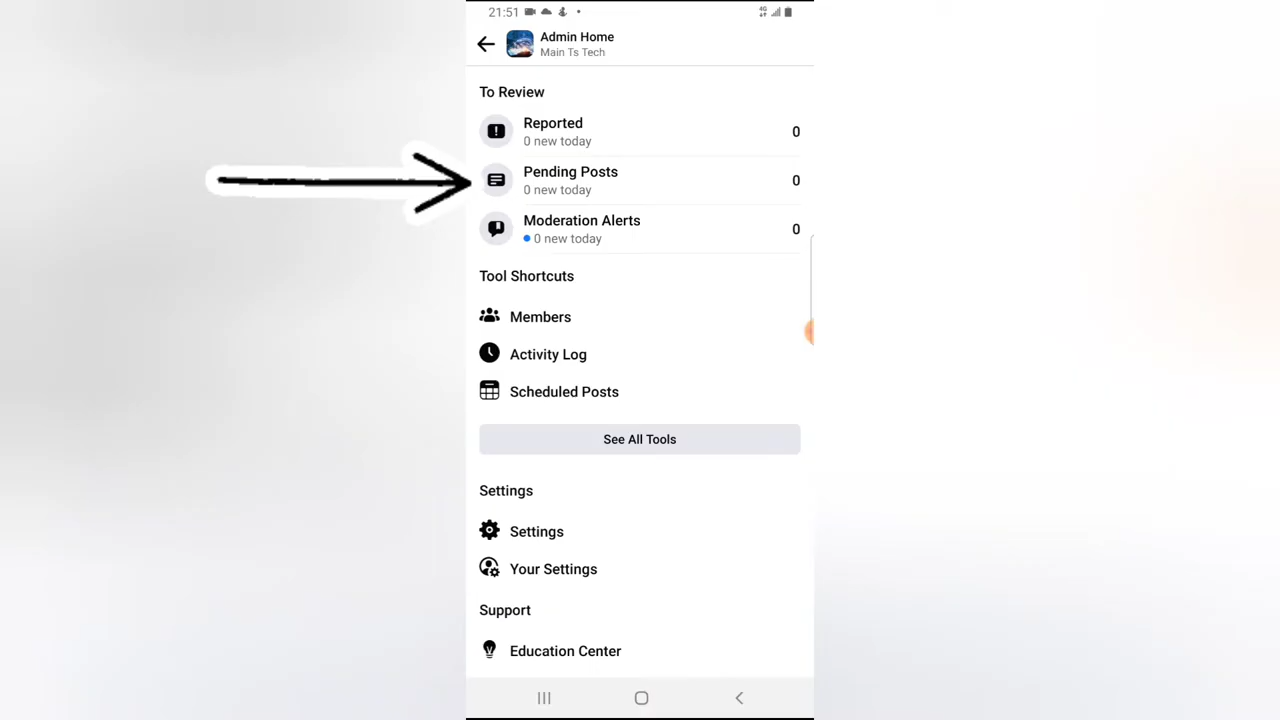 21:51
4G
Admin Home
Main Ts Tech
To Review
Reported
0 new today
0
Pending Posts
0 new today
0
Moderation Alerts
0 new today
0
Tool Shortcuts
Members
Activity Log
Scheduled Posts
See All Tools
Settings
Settings
Your Settings
Support
Education Center